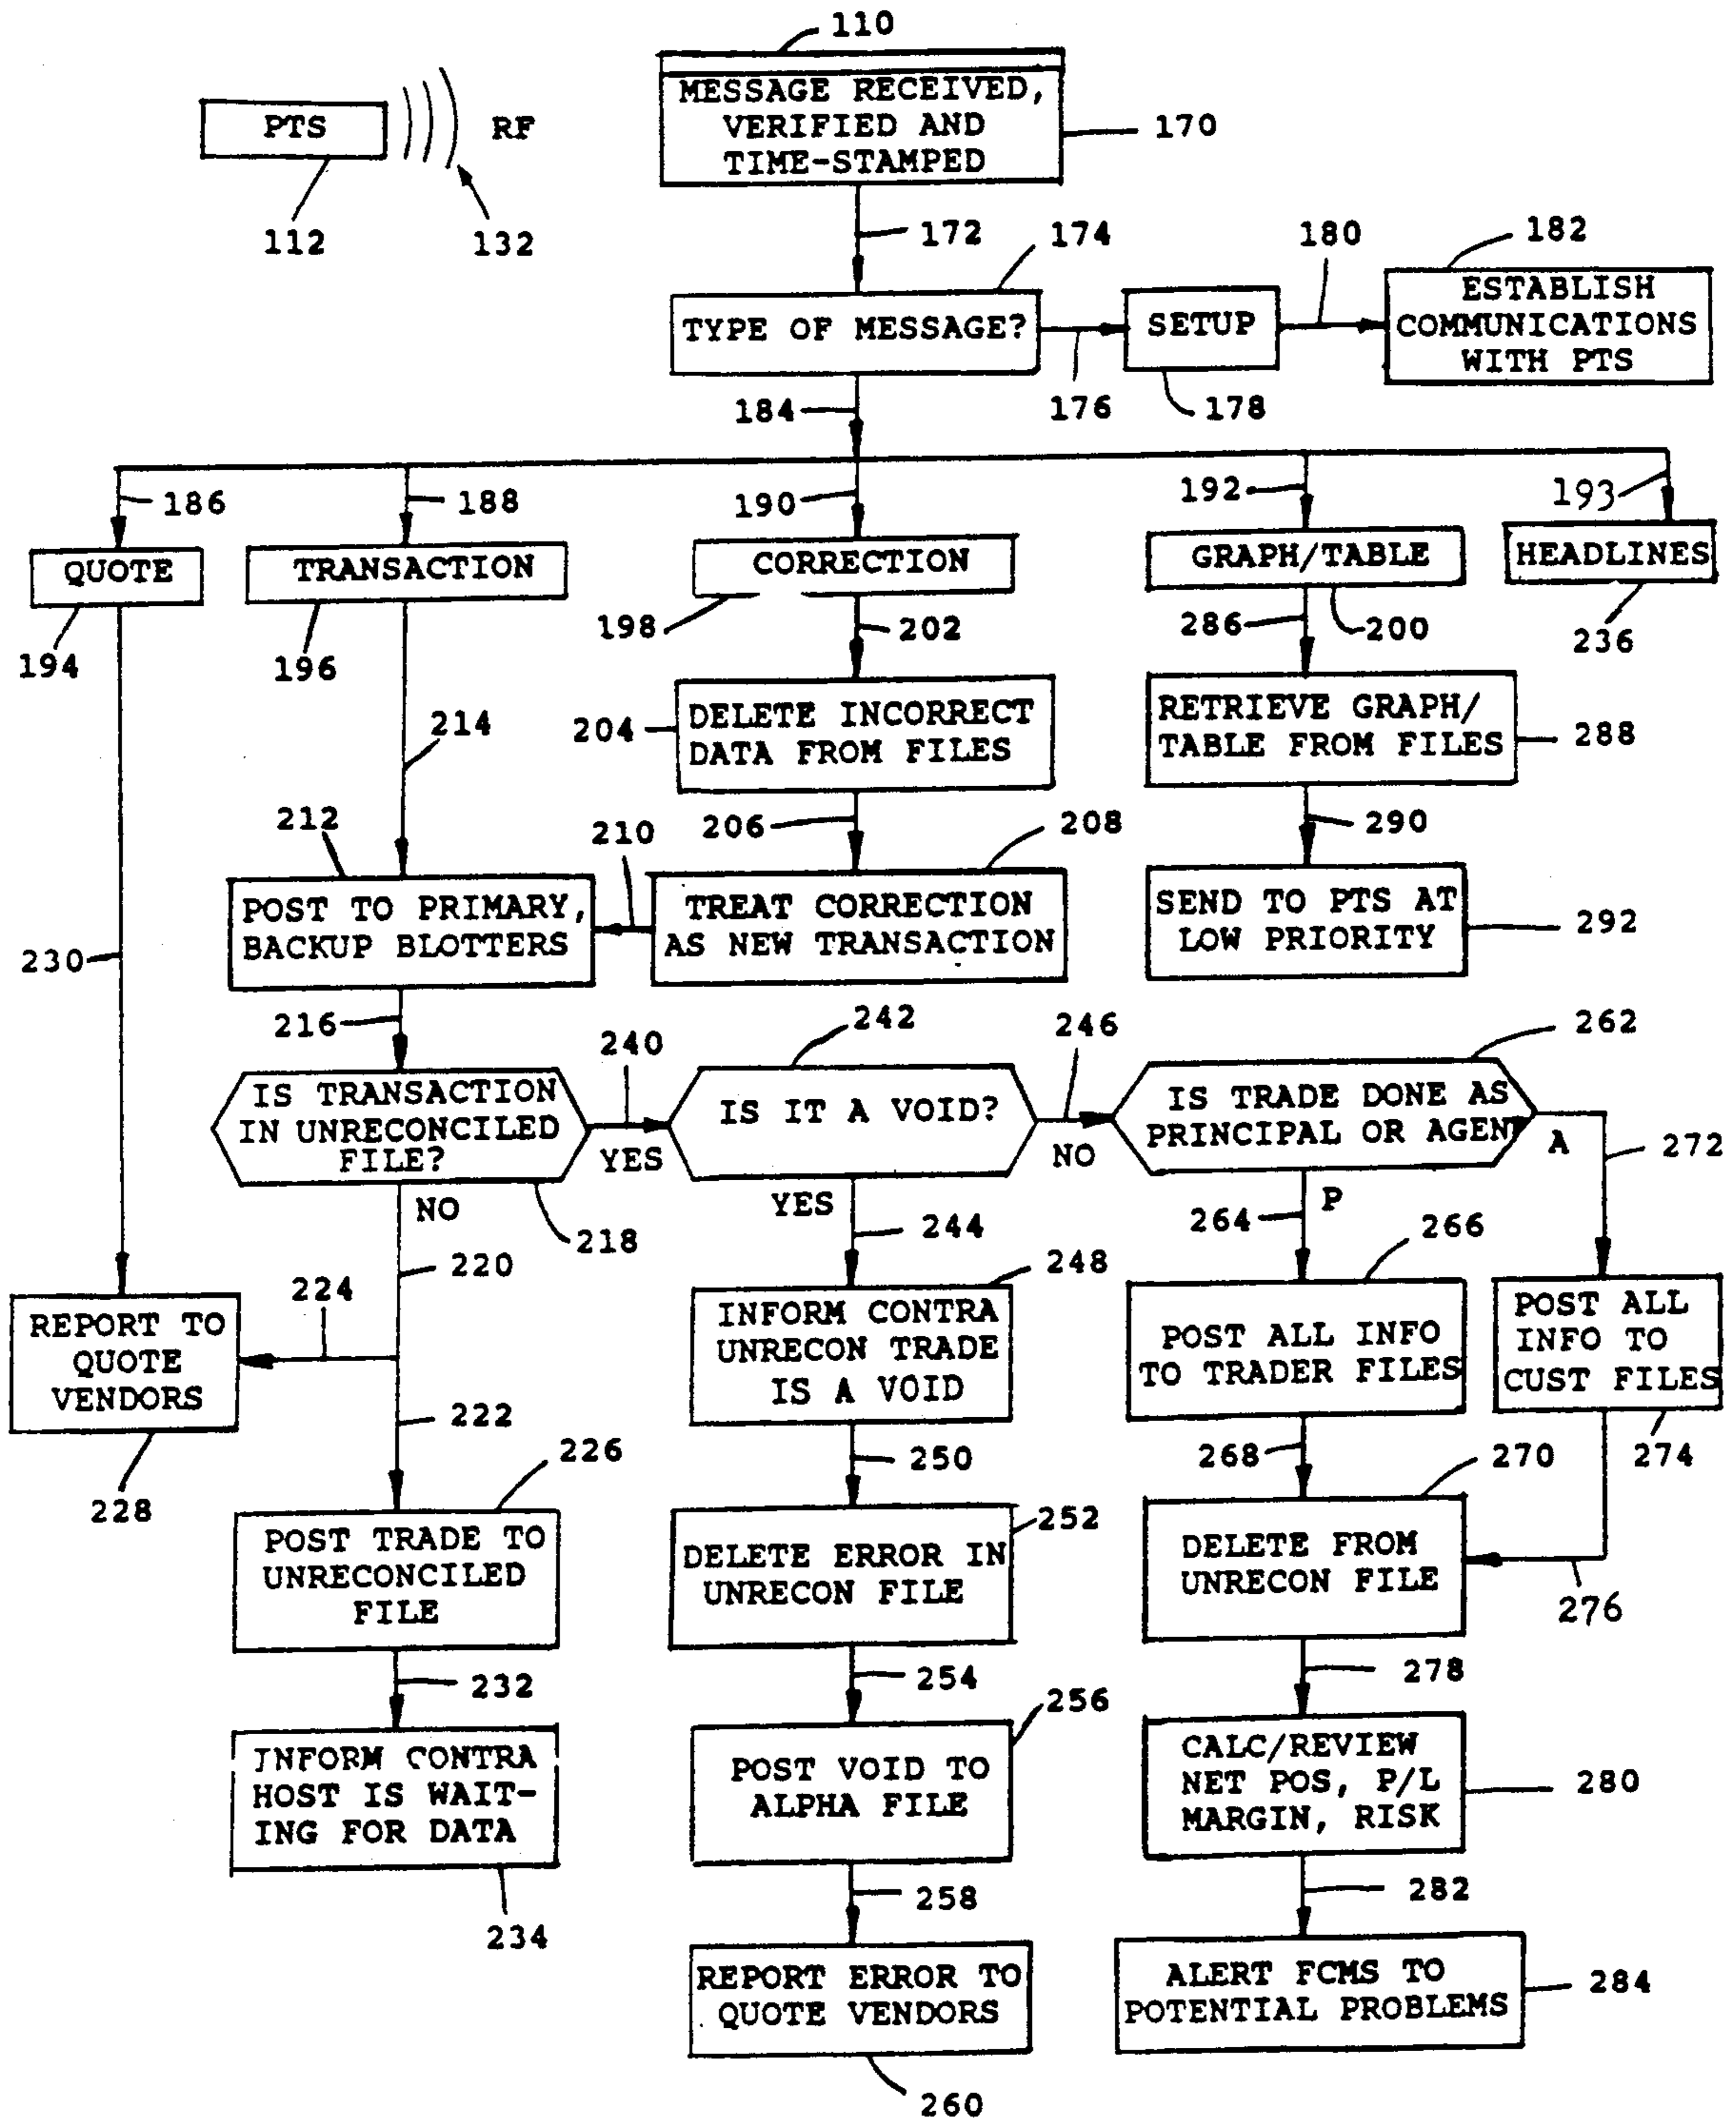 110
MESSAGE RECEIVED,
VERIFIED AND
TIME-STAMPED
170
PTS
RF
112
132
172
174
180
182
TYPE OF MESSAGE?
SETUP
ESTABLISH
COMMUNICATIONS
WITH PTS
184
176
178
186
188
190
192
193
QUOTE
TRANSACTION
CORRECTION
GRAPH/TABLE
HEADLINES
194
196
198
202
286
200
236
214
204
DELETE INCORRECT
DATA FROM FILES
RETRIEVE GRAPH/
TABLE FROM FILES
288
212
210
206
208
290
POST TO PRIMARY,
BACKUP BLOTTERS
TREAT CORRECTION
AS NEW TRANSACTION
SEND TO PTS AT
LOW PRIORITY
292
230
216
240
242
246
262
IS TRANSACTION
IN UNRECONCILED
FILE?
YES
IS IT A VOID?
NO
IS TRADE DONE AS
PRINCIPAL OR AGENT
A
272
NO
218
YES
244
264
P
266
220
224
248
REPORT TO
QUOTE
VENDORS
INFORM CONTRA
UNRECON TRADE
IS A VOID
POST ALL INFO
TO TRADER FILES
POST ALL
INFO TO
CUST FILES
222
228
226
250
268
270
274
POST TRADE TO
UNRECONCILED
FILE
252
DELETE ERROR IN
UNRECON FILE
DELETE FROM
UNRECON FILE
276
232
254
256
278
INFORM CONTRA
HOST IS WAIT-
ING FOR DATA
POST VOID TO
ALPHA FILE
CALC/REVIEW
NET POS, P/L
MARGIN, RISK
280
234
258
282
REPORT ERROR TO
QUOTE VENDORS
ALERT FCMS TO
POTENTIAL PROBLEMS
284
260